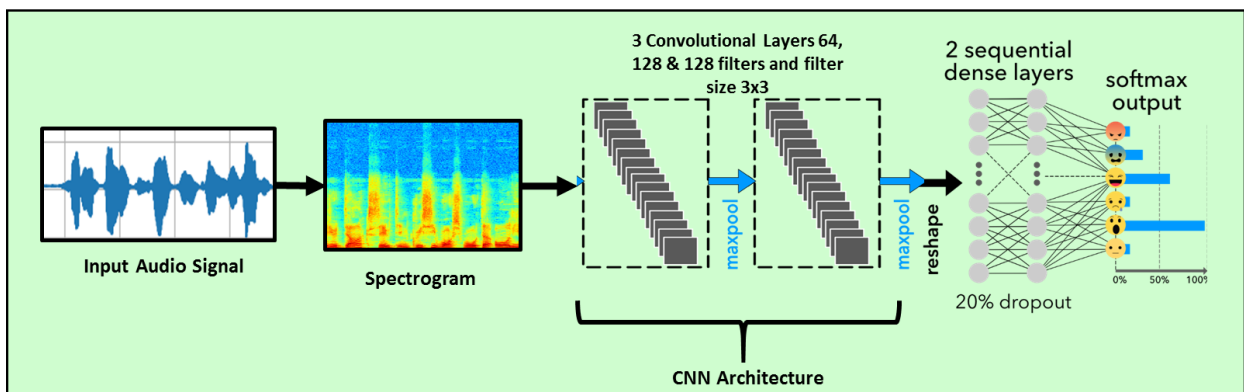 3 Convolutional Layers 64,
128 & 128 filters and filter
size 3x3
2 sequential
dense layers
softmax
output
Input Audio Signal
Spectrogram
maxpool
maxpool
reshape
0%
50%
100%
20% dropout
CNN Architecture